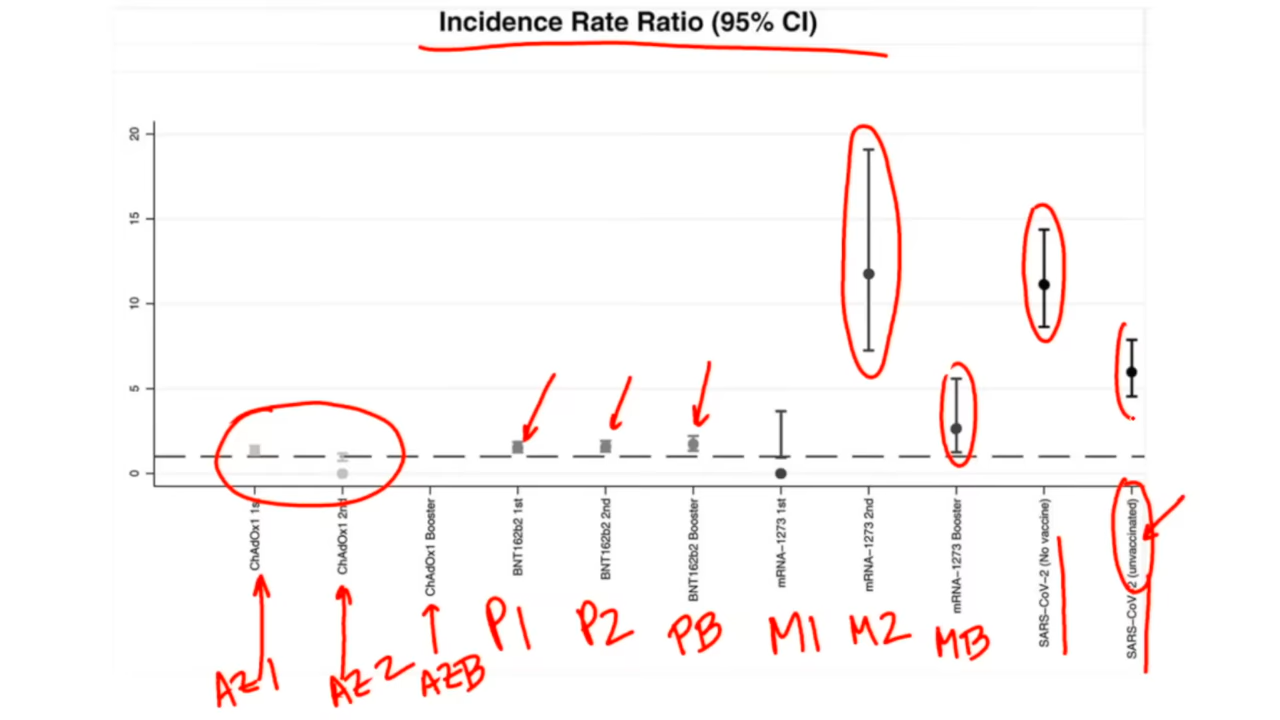 Incidence Rate Ratio (95% CI)
20
15
10
5
0
ChAdOx1 1st
ChAdOx1 2nd
ChAdOx1 Booster
BNT162b2 1st
BNT162b2 2nd
BNT162b2 Booster
mRNA-1273 1st
mRNA-1273 2nd
mRNA-1273 Booster
SARS-CoV-2 (No vaccine)
SARS-CoV-2 (unvaccinated)
AZ1
AZ2
AZB
P1
P2
PB
M1
M2
MB